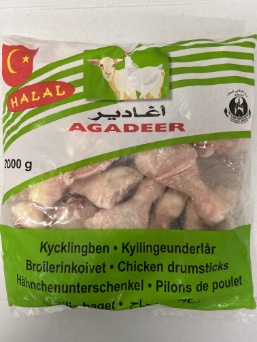 HALAL
اغادير
AGADEER
2000 g
Kycklingben • Kyllingeunderlår
Broilerinkoivet • Chicken drumsticks
Hähnchenunterschenkel • Pilons de poulet